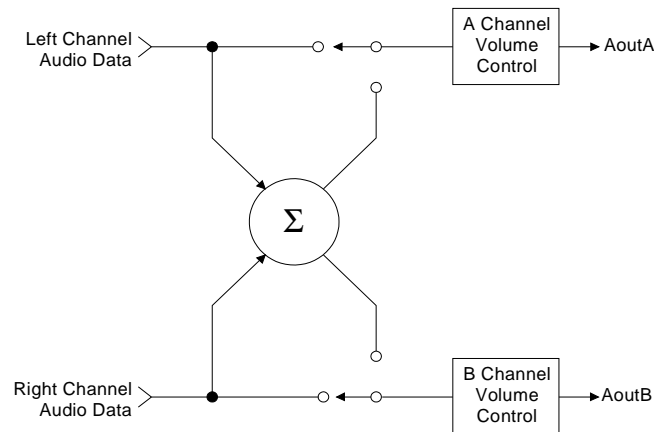 Left Channel
Audio Data
A Channel
Volume
Control
AoutA
Σ
Right Channel
Audio Data
B Channel
Volume
Control
AoutB